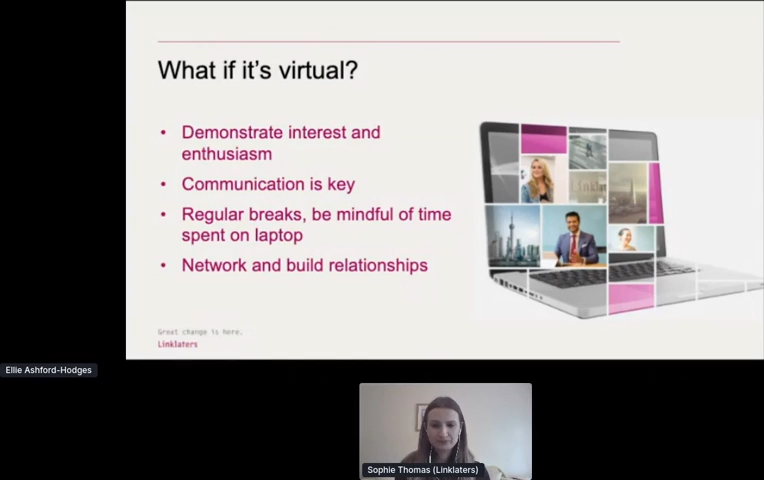 What if it's virtual?
• Demonstrate interest and
enthusiasm
• Communication is key
• Regular breaks, be mindful of time
spent on laptop
• Network and build relationships
Great change is here.
Linklaters
Ellie Ashford-Hodges
Sophie Thomas (Linklaters)